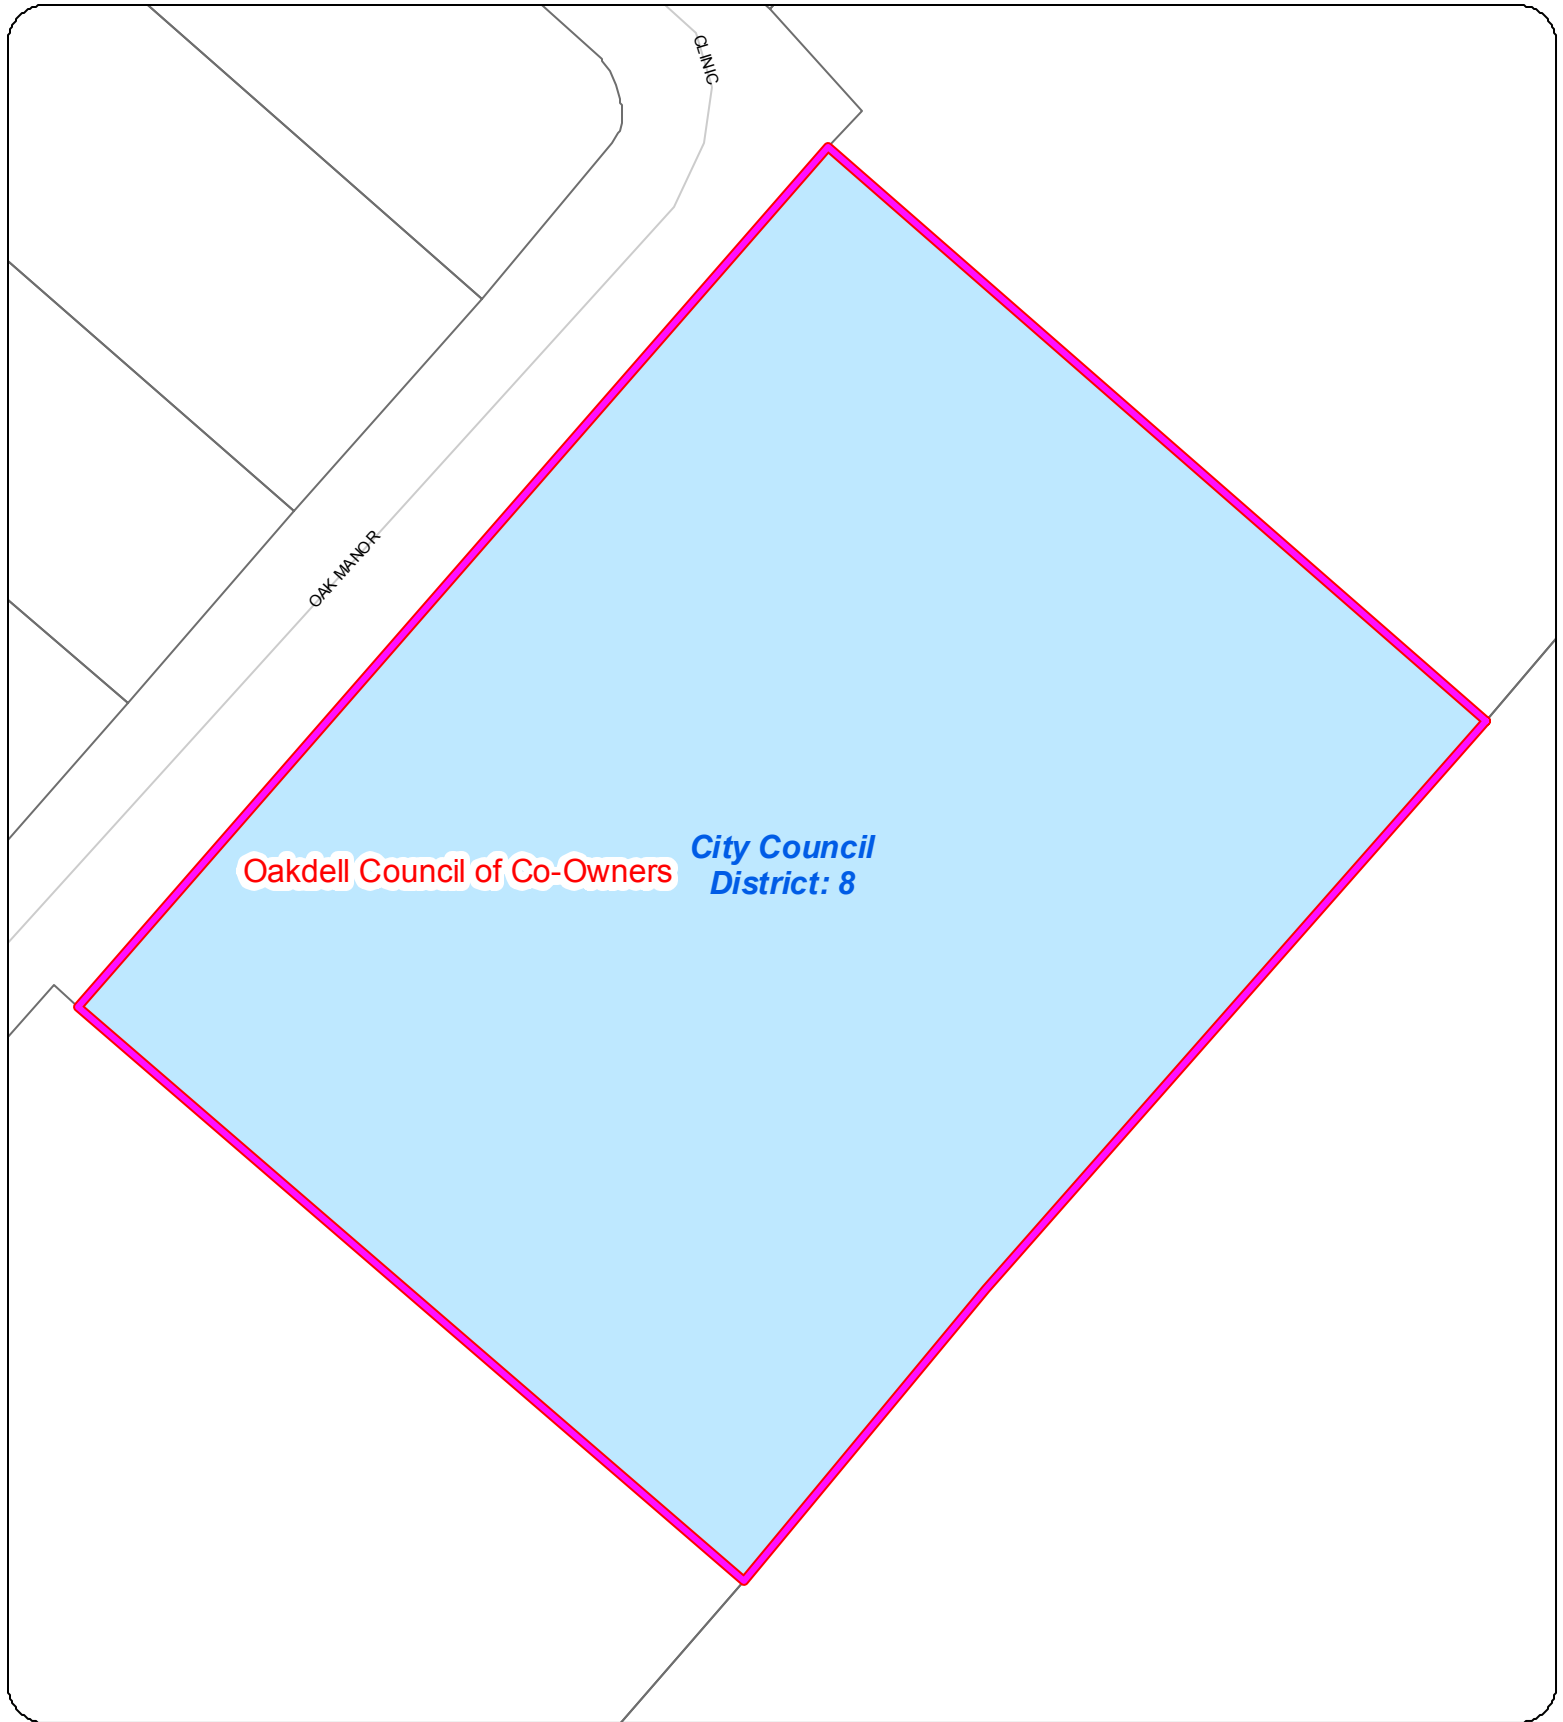 CLINIC
OAK MANOR
Oakdell Council of Co-Owners
City Council
District: 8